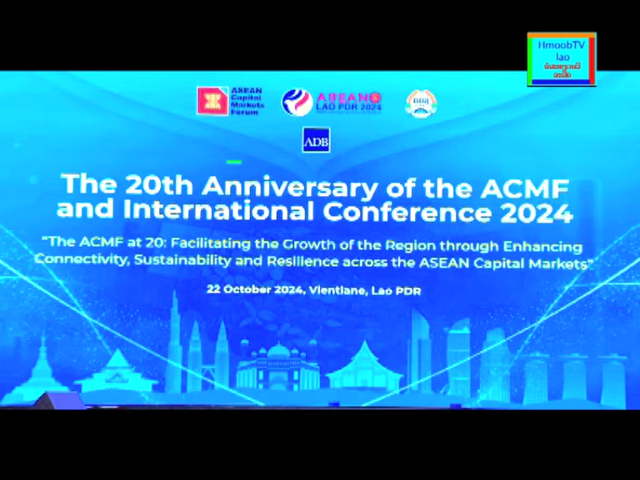 HmoobTV
lao
ASEAN
Capital
Markets
Forum
ASEAN
LAO PDR 2024
ADB
The 20th Anniversary of the ACMF
and International Conference 2024
"The ACMF at 20: Facilitating the Growth of the Region through Enhancing
Connectivity, Sustainability and Resilience across the ASEAN Capital Markets"
22 October 2024, Vientiane, Lao PDR